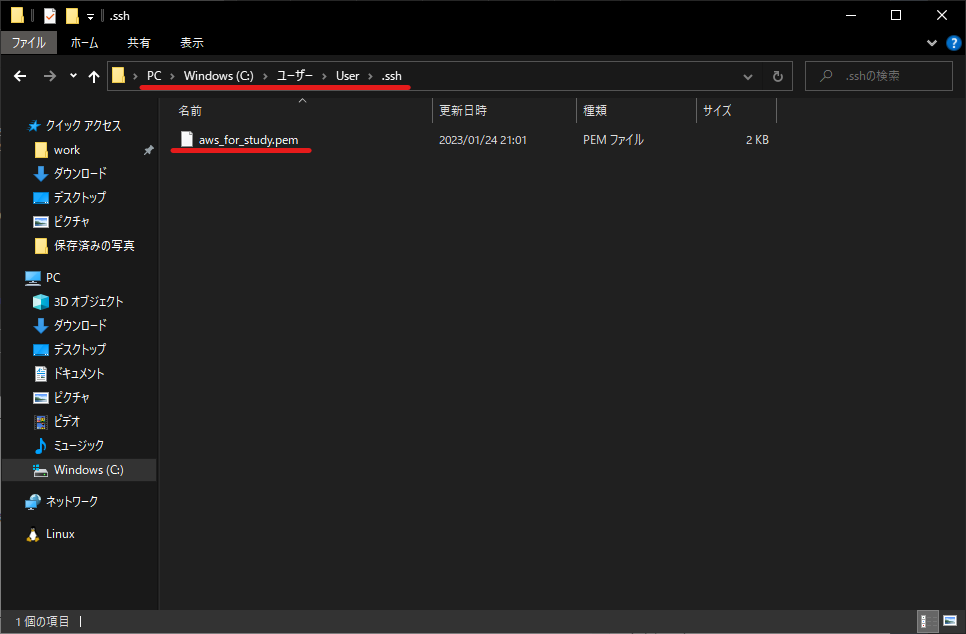 .ssh
ファイル ホーム 共有 表示
PC > Windows (C:) > ユーザー > User > .ssh
.sshの検索
名前 更新日時 種類 サイズ
aws_for_study.pem 2023/01/24 21:01 PEM ファイル 2 KB
クイック アクセス
work
ダウンロード
デスクトップ
ピクチャ
保存済みの写真
PC
3D オブジェクト
ダウンロード
デスクトップ
ドキュメント
ピクチャ
ビデオ
ミュージック
Windows (C:)
ネットワーク
Linux
1 個の項目